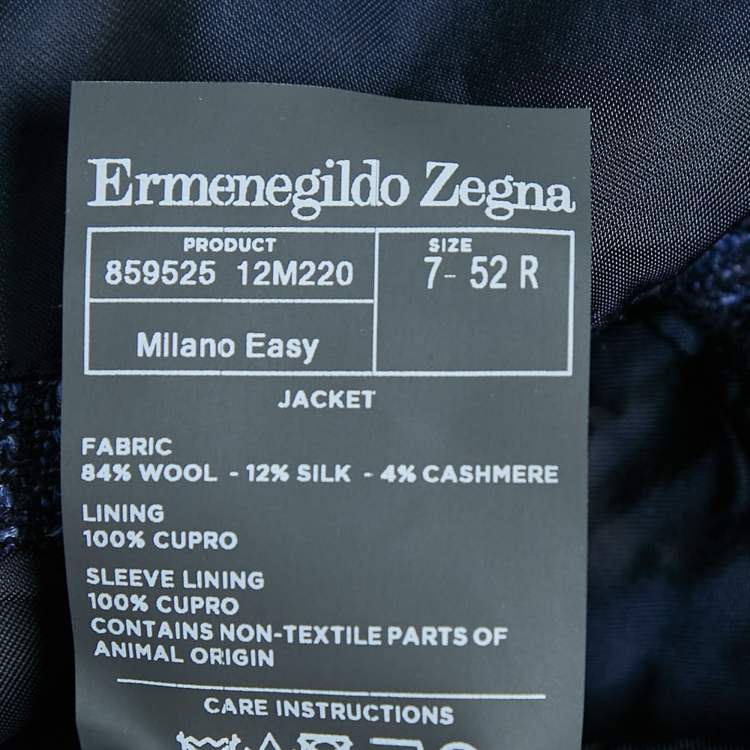 Ermenegildo Zegna
PRODUCT
859525 12M220
SIZE
7- 52 R
Milano Easy
JACKET
FABRIC
84% WOOL - 12% SILK - 4% CASHMERE
LINING
100% CUPRO
SLEEVE LINING
100% CUPRO
CONTAINS NON-TEXTILE PARTS OF
ANIMAL ORIGIN
CARE INSTRUCTIONS